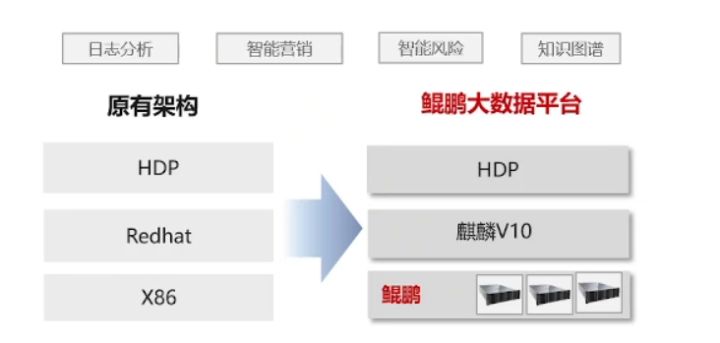 日志分析 智能营销 智能风险 知识图谱
原有架构 鲲鹏大数据平台
HDP HDP
Redhat 麒麟V10
X86 鲲鹏